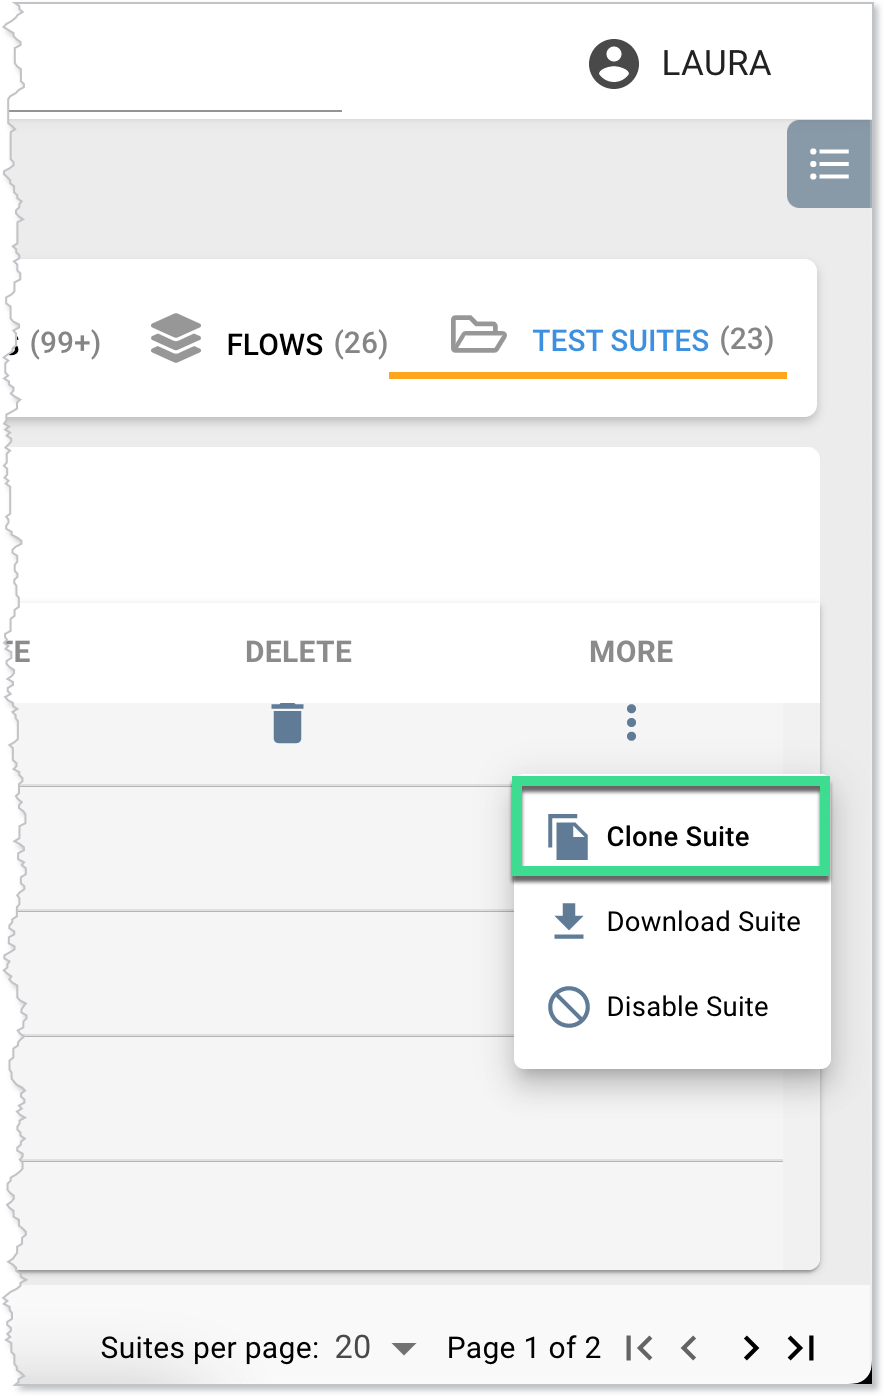 LAURA
(99+) FLOWS (26) TEST SUITES (23)
DELETE MORE
Clone Suite
Download Suite
Disable Suite
Suites per page: 20 Page 1 of 2